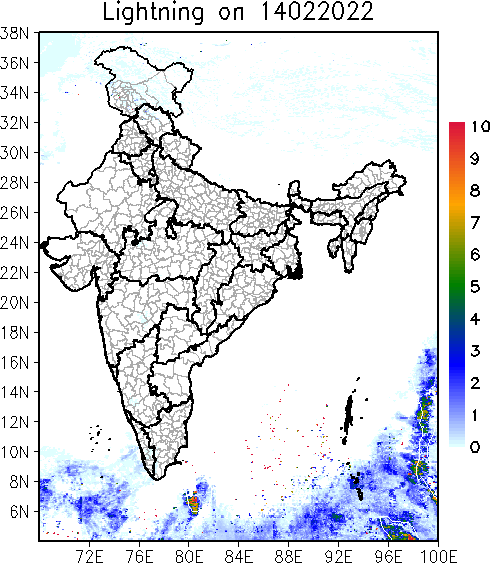 Lightning on 14022022
38N
36N
34N
32N
30N
28N
26N
24N
22N
20N
18N
16N
14N
12N
10N
8N
6N
72E 76E 80E 84E 88E 92E 96E 100E
10
9
8
7
6
5
4
3
2
1
0